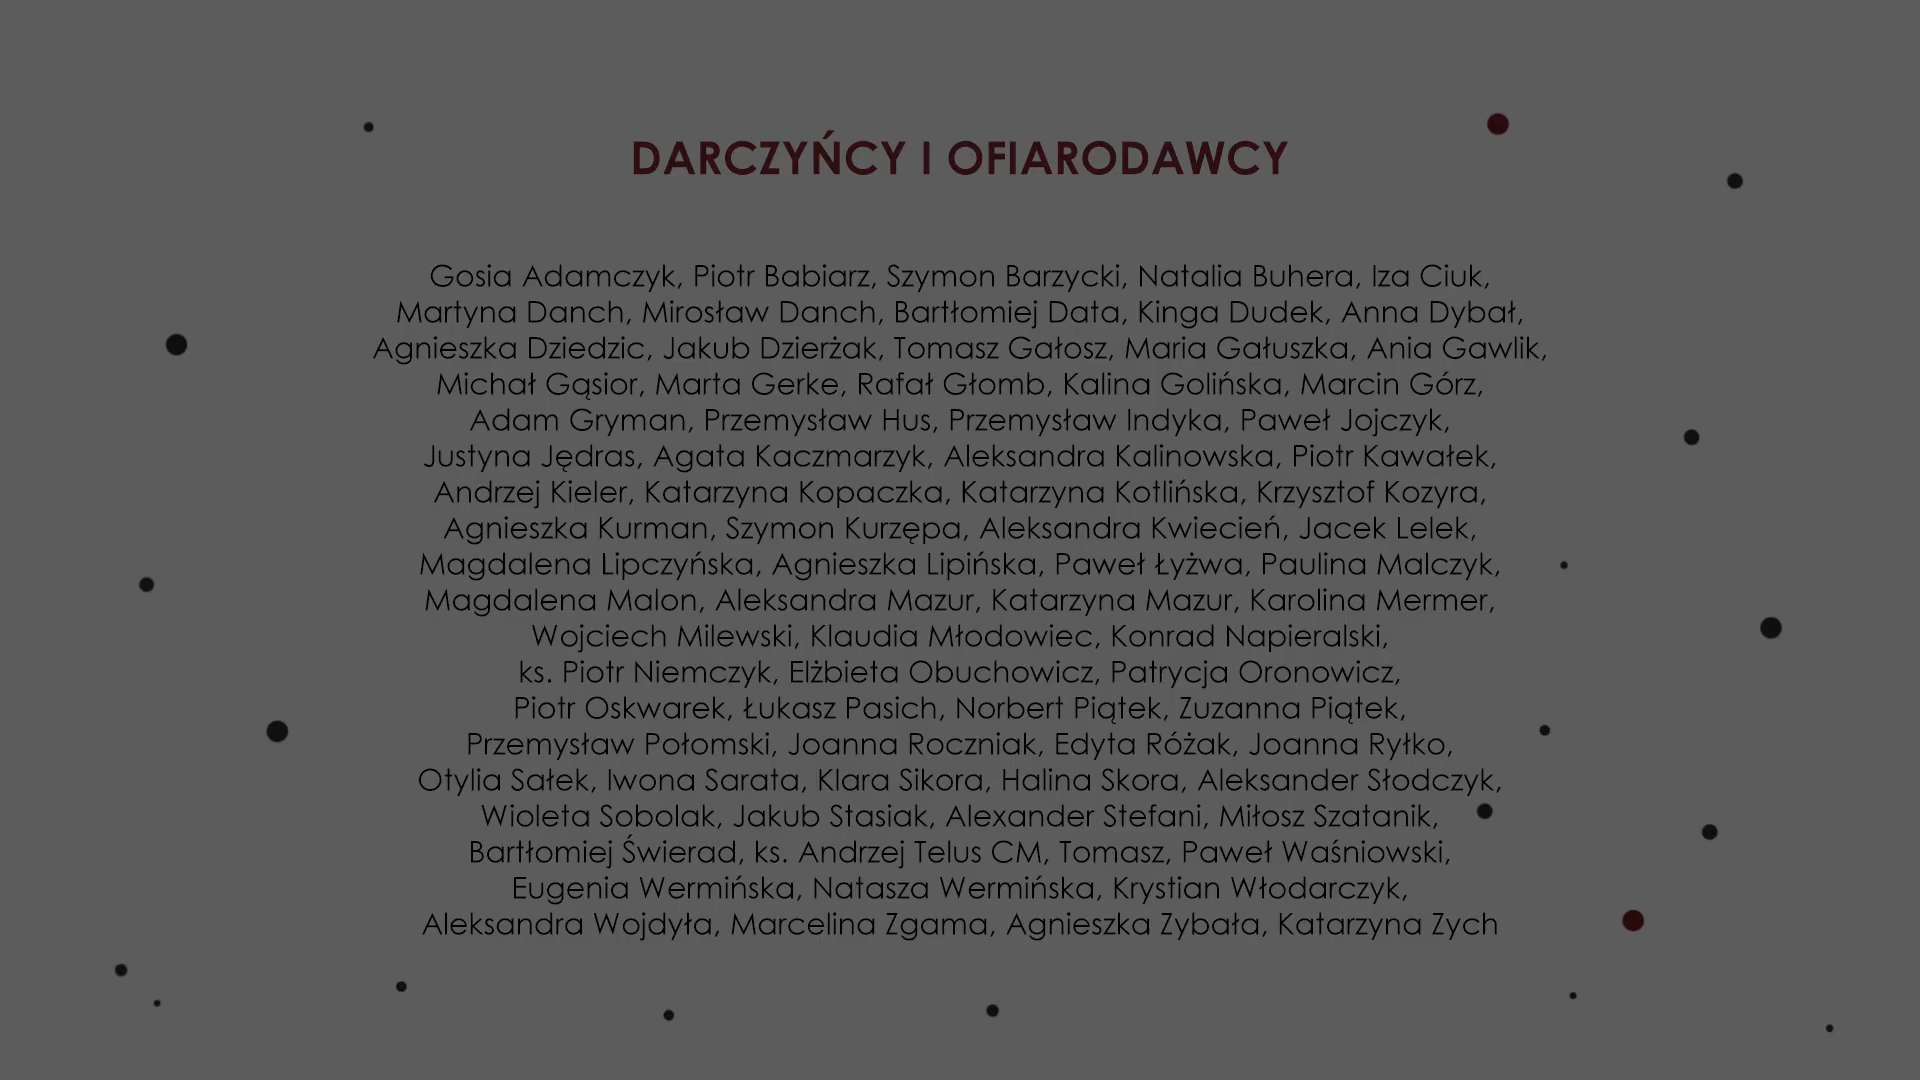 DARCZYŃCY I OFIARODAWCY
Gosia Adamczyk, Piotr Babiarz, Szymon Barzycki, Natalia Buhera, Iza Ciuk,
Martyna Danch, Mirosław Danch, Bartłomiej Data, Kinga Dudek, Anna Dybał,
Agnieszka Dziedzic, Jakub Dzierżak, Tomasz Gałosz, Maria Gałuszka, Ania Gawlik,
Michał Gąsior, Marta Gerke, Rafał Głomb, Kalina Golińska, Marcin Górz,
Adam Gryman, Przemysław Hus, Przemysław Indyka, Paweł Jojczyk,
Justyna Jędras, Agata Kaczmarzyk, Aleksandra Kalinowska, Piotr Kawałek,
Andrzej Kieler, Katarzyna Kopaczka, Katarzyna Kotlińska, Krzysztof Kozyra,
Agnieszka Kurman, Szymon Kurzępa, Aleksandra Kwiecień, Jacek Lelek,
Magdalena Lipczyńska, Agnieszka Lipińska, Paweł Łyżwa, Paulina Malczyk,
Magdalena Malon, Aleksandra Mazur, Katarzyna Mazur, Karolina Mermer,
Wojciech Milewski, Klaudia Młodowiec, Konrad Napieralski,
ks. Piotr Niemczyk, Elżbieta Obuchowicz, Patrycja Oronowicz,
Piotr Oskwarek, Łukasz Pasich, Norbert Piątek, Zuzanna Piątek,
Przemysław Połomski, Joanna Roczniak, Edyta Różak, Joanna Ryłko,
Otylia Sałek, Iwona Sarata, Klara Sikora, Halina Skora, Aleksander Słodczyk,
Wioleta Sobolak, Jakub Stasiak, Alexander Stefani, Miłosz Szatanik,
Bartłomiej Świerad, ks. Andrzej Telus CM, Tomasz, Paweł Waśniowski,
Eugenia Wermińska, Natasza Wermińska, Krystian Włodarczyk,
Aleksandra Wojdyła, Marcelina Zgama, Agnieszka Zybała, Katarzyna Zych